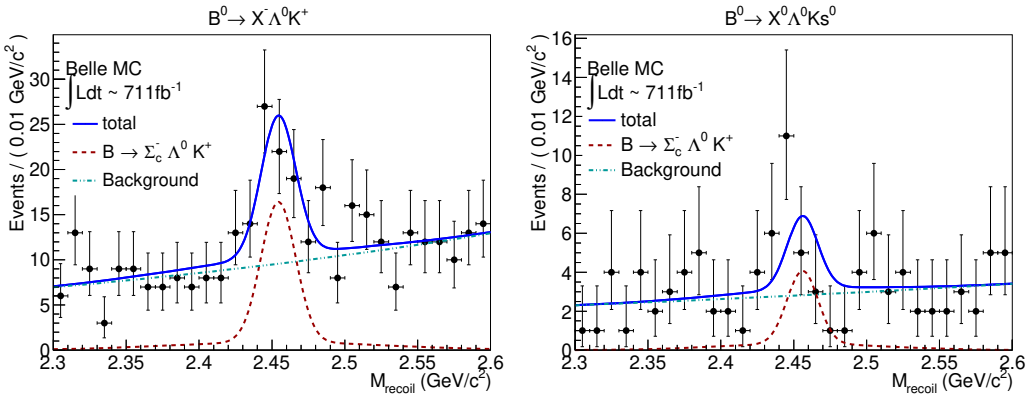 B⁰→ X⁻Λ⁰K⁺
Events / ( 0.01 GeV/c² )
35
30
25
20
15
10
5
0
Belle MC
∫Ldt ~ 711fb⁻¹
total
B → Σc⁻ Λ⁰ K⁺
Background
2.3 2.35 2.4 2.45 2.5 2.55 2.6
M_recoil (GeV/c²)
B⁰→ X⁰Λ⁰Ks⁰
Events / ( 0.01 GeV/c² )
16
14
12
10
8
6
4
2
0
Belle MC
∫Ldt ~ 711fb⁻¹
total
B → Σc⁻ Λ⁰ K⁺
Background
2.3 2.35 2.4 2.45 2.5 2.55 2.6
M_recoil (GeV/c²)